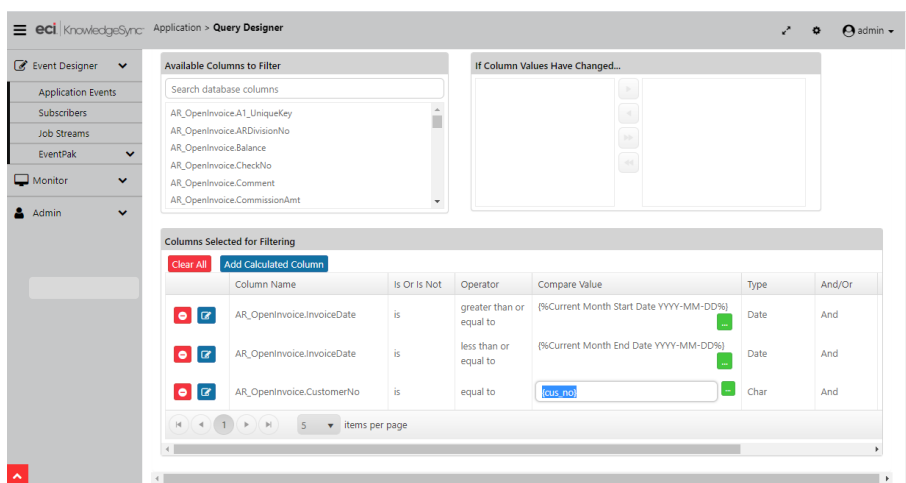 eci KnowledgeSync
Application > Query Designer
admin
Event Designer
Application Events
Subscribers
Job Streams
EventPak
Monitor
Admin
Available Columns to Filter
Search database columns
AR_OpenInvoice.A1_UniqueKey
AR_OpenInvoice.ARDivisionNo
AR_OpenInvoice.Balance
AR_OpenInvoice.CheckNo
AR_OpenInvoice.Comment
AR_OpenInvoice.CommissionAmt
If Column Values Have Changed...
Columns Selected for Filtering
Clear All Add Calculated Column
Column Name Is Or Is Not Operator Compare Value Type And/Or
AR_OpenInvoice.InvoiceDate is greater than or equal to {%Current Month Start Date YYYY-MM-DD%} ... Date And
AR_OpenInvoice.InvoiceDate is less than or equal to {%Current Month End Date YYYY-MM-DD%} ... Date And
AR_OpenInvoice.CustomerNo is equal to {cus_no} ... Char And
1 5 items per page